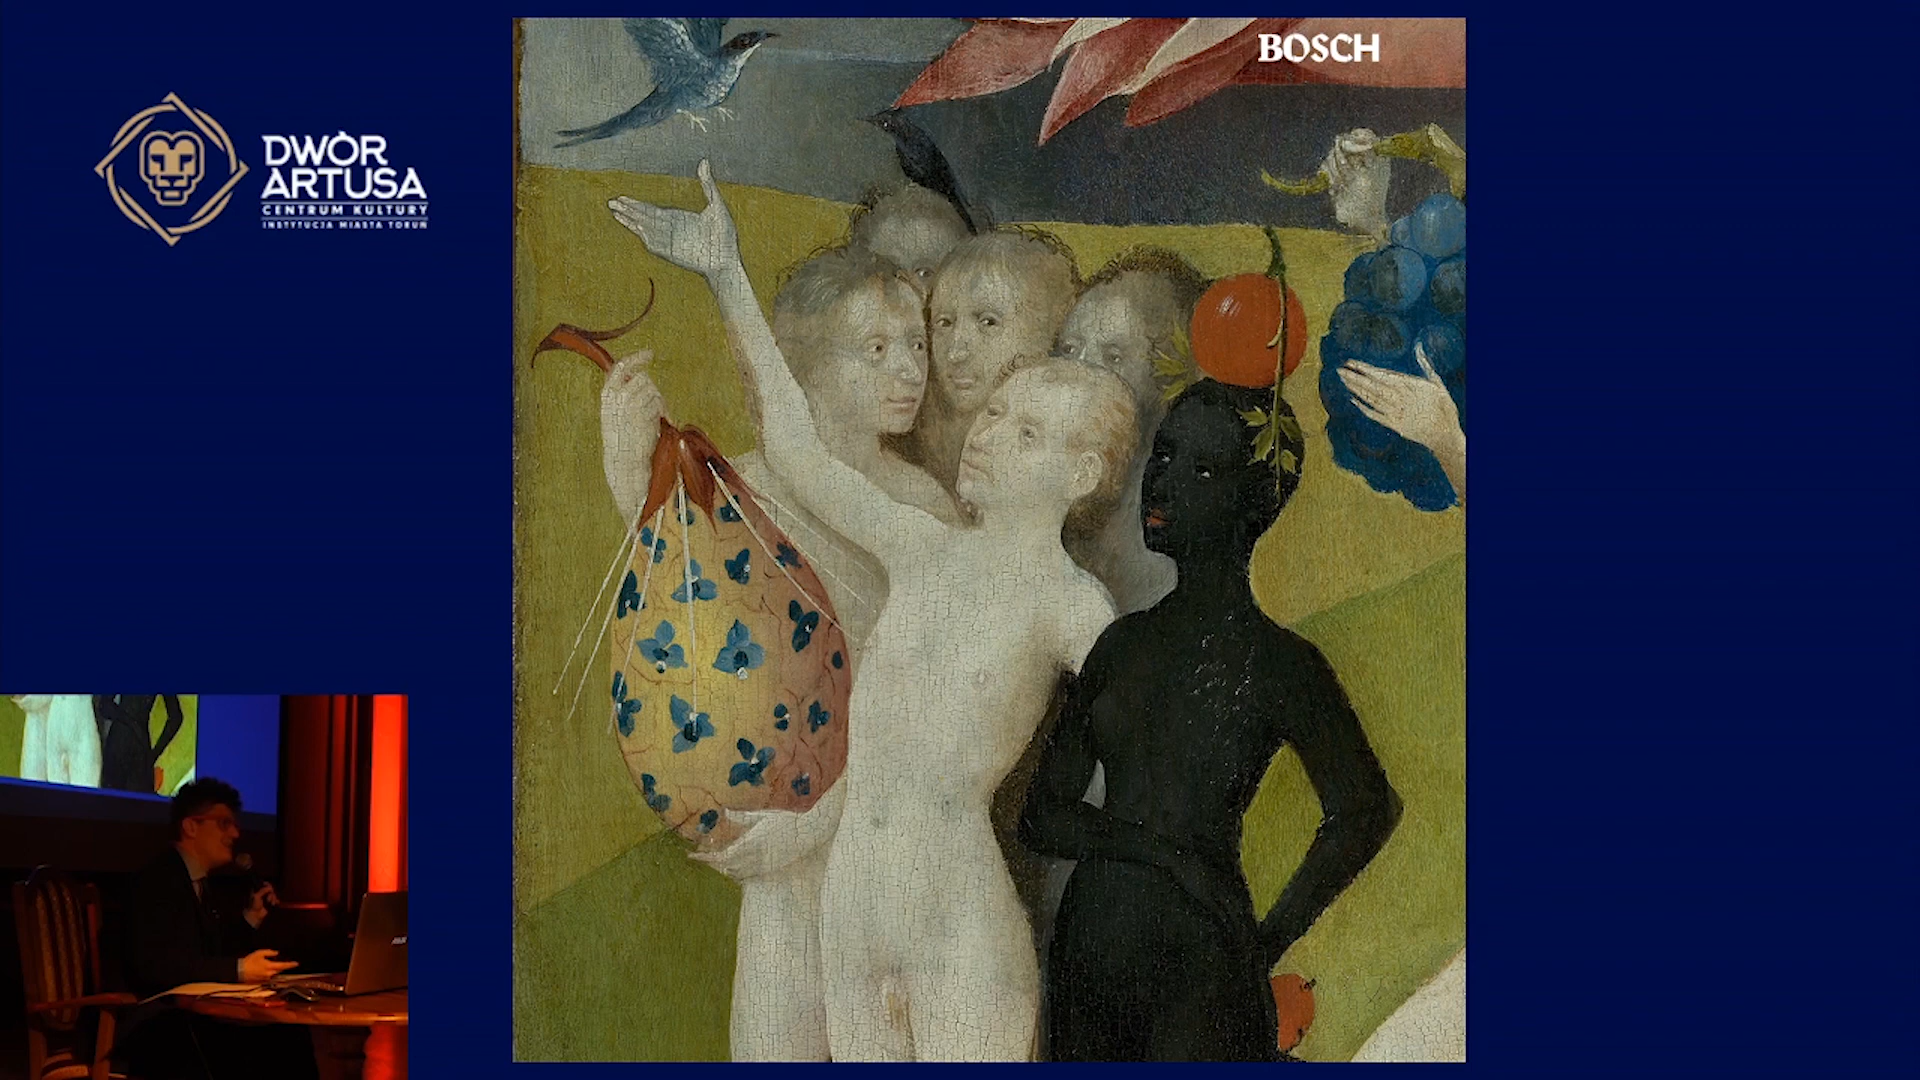 BOSCH
DWÓR
ARTUSA
CENTRUM KULTURY
INSTYTUCJA MIASTA TORUŃ